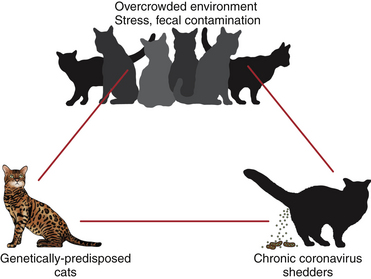 Overcrowded environment
Stress, fecal contamination
Genetically-predisposed
cats
Chronic coronavirus
shedders